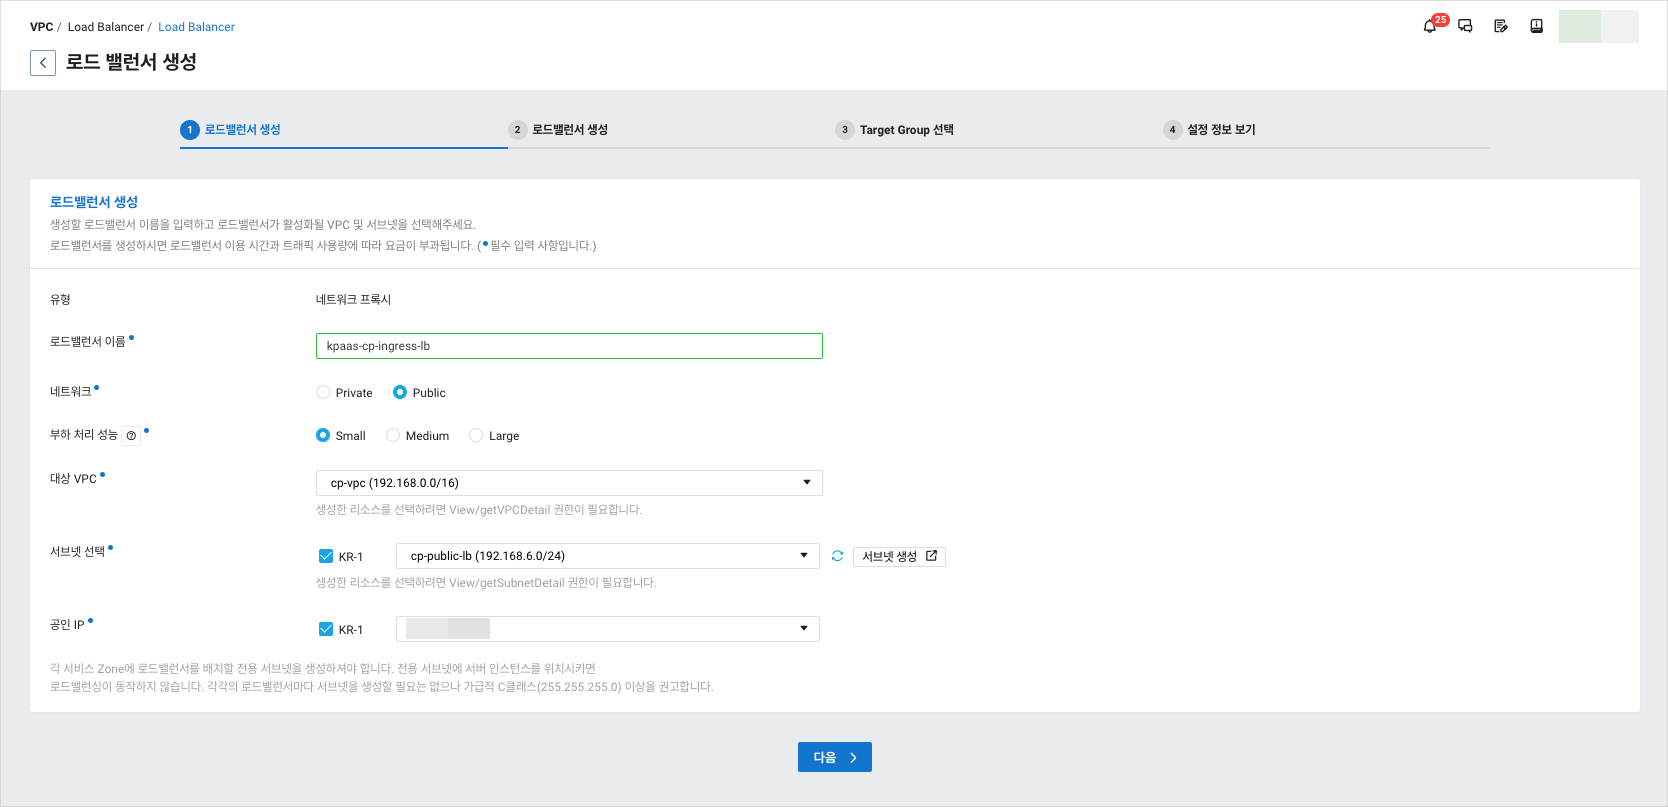 VPC / Load Balancer / Load Balancer
25
로드 밸런서 생성
1 로드밸런서 생성
2 로드밸런서 생성
3 Target Group 선택
4 설정 정보 보기
로드밸런서 생성
생성할 로드밸런서 이름을 입력하고 로드밸런서가 활성화될 VPC 및 서브넷을 선택해주세요.
로드밸런서를 생성하시면 로드밸런서 이용 시간과 트래픽 사용량에 따라 요금이 부과됩니다. (•필수 입력 사항입니다.)
유형 네트워크 프록시
로드밸런서 이름• kpaas-cp-ingress-lb
네트워크• Private Public
부하 처리 성능 • Small Medium Large
대상 VPC• cp-vpc (192.168.0.0/16)
생성한 리소스를 선택하려면 View/getVPCDetail 권한이 필요합니다.
서브넷 선택• KR-1 cp-public-lb (192.168.6.0/24) 서브넷 생성
생성한 리소스를 선택하려면 View/getSubnetDetail 권한이 필요합니다.
공인 IP• KR-1
각 서비스 Zone에 로드밸런서를 배치할 전용 서브넷을 생성하셔야 합니다. 전용 서브넷에 서버 인스턴스를 위치시키면
로드밸런싱이 동작하지 않습니다. 각각의 로드밸런서마다 서브넷을 생성할 필요는 없으나 가급적 C클래스(255.255.255.0) 이상을 권고합니다.
다음